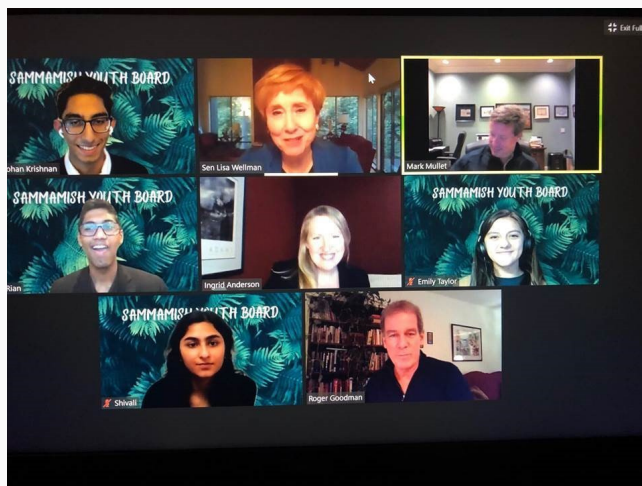 Exit Full
SAMMAMISH YOUTH BOARD
ohan Krishnan
Sen Lisa Wellman
Mark Mullet
SAMMAMISH YOUTH BOARD
Rian
Ingrid Anderson
SAMMAMISH YOUTH BOARD
Emily Taylor
SAMMAMISH YOUTH BOARD
Shivali
Roger Goodman